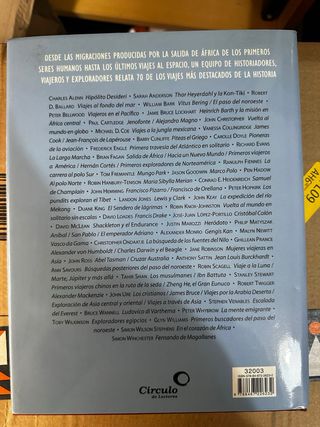 DESDE LAS MIGRACIONES PRODUCIDAS POR LA SALIDA DE ÁFRICA DE LOS PRIMEROS
SERES HUMANOS HASTA LOS ÚLTIMOS VIAJES AL ESPACIO, UN EQUIPO DE HISTORIADORES,
VIAJEROS Y EXPLORADORES RELATA 70 DE LOS VIAJES MÁS DESTACADOS DE LA HISTORIA
CHARLES ALLEN Hipólito Desideri • SARAH ANDERSON Thor Heyerdahl y la Kon-Tiki • ROBERT
D. BALLARD Viajes al fondo del mar • WILLIAM BARR Vitus Bering / El paso del noroeste •
PETER BELLWOOD Viajeros en el Pacífico • JAMES BRUCE LOCKHART Heinrich Barth y la misión en
África central • PAUL CARTLEDGE Jenofonte / Alejandro Magno • JOHN CHRISTOPHER Vuelta al
mundo en globo • MICHAEL D. COE Viajes a la jungla mexicana • VANESSA COLLINGRIDGE James
Cook / Jean-François de Lapérouse • BARRY CUNLIFFE Piteas el Griego • CAROLLE DOYLE Pioneros
de la aviación • FREDERICK ENGLE Primera travesía del Atlántico en solitario • RICHARD EVANS
La Larga Marcha • BRIAN FAGAN Salida de África / Hacia un Nuevo Mundo / Primeros viajeros
a América / Hernán Cortés / Primeros exploradores de Norteamérica • RANULPH FIENNES La
carrera al polo Sur • TOM FREMANTLE Mungo Park • JASON GOODWIN Marco Polo • PEN HADOW
Al polo Norte • ROBIN HANBURY-TENISON Maria Sibylla Merian • CONRAD E. HEIDENREICH Samuel
de Champlain • JOHN HEMMING Francisco Pizarro / Francisco de Orellana • PETER HOPKIRK Los
pundits exploran el Tíbet • LANDON JONES Lewis y Clark • JOHN KEAY La expedición del río
Mekong • DUANE KING El Sendero de lágrimas • ROBIN KNOX-JOHNSTON Vuelta al mundo en
solitario sin escalas • DAVID LOADES Francis Drake • JOSÉ-JUAN LÓPEZ-PORTILLO Cristóbal Colón
• DAVID MCLEAN Shackleton y el Endurance • JUSTIN MAROZZI Heródoto • PHILIP MATYSZAK
Aníbal / San Pablo / El emperador Adriano • FRANCESCA MONRO Gengis Kan • MALYN NEWITT
Vasco da Gama • CHRISTOPHER ONDAATJE La búsqueda de las fuentes del Nilo • GUILLAN PRANCE
Alexander von Humboldt / Charles Darwin y el Beagle • JANE ROBINSON Mujeres viajeras en
Asia • JOHN ROSS Abel Tasman / Cruzar Australia • ANTHONY SATTIN Jean Louis Burckhardt •
ANN SAVOURS Búsquedas posteriores del paso del noroeste • ROBIN SCAGELL Viaje a la Luna /
Marte, Júpiter y más allá • TAHIR SHAH Los musulmanes / Ibn Battuta • STANLEY STEWART
Primeros viajeros chinos en la ruta de la seda / Zheng He, el Gran Eunuco • ROBERT TWIGGER
Alexander Mackenzie • JOHN URE Los cristianos / James Bruce / Viajes por la Arabia Desierta /
Exploración de Asia central y oriental / Viajes a través de Asia • STEPHEN VENABLES Escalada
del Everest • BRUCE WANNELL Ludovico di Varthema • PETER WHYBROW La mente emigrante
• TOBY WILKINSON Exploradores egipcios • GLYN WILLIAMS Primeros buscadores del paso del
noroeste • SIMON WILSON STEPHENS En el corazón de África •
SIMON WINCHESTER Fernando de Magallanes
Círculo
de Lectores
32003